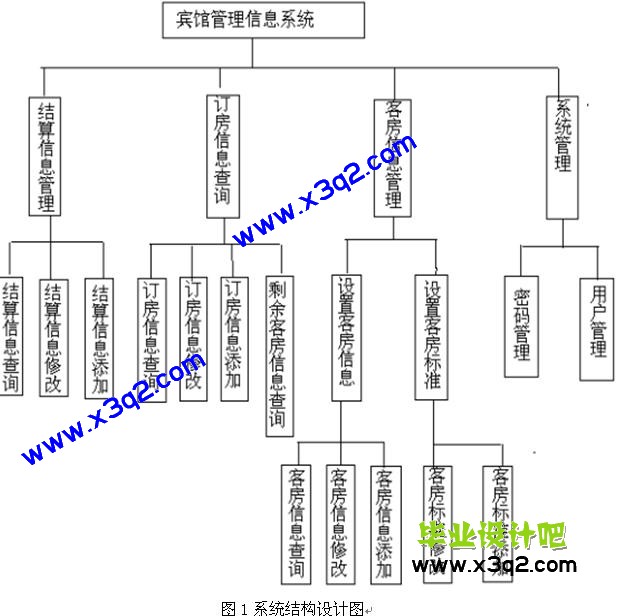 宾馆管理信息系统
结算信息管理
订房信息查询
客房信息管理
系统管理
www.x3q2.com
结算信息查询
结算信息修改
结算信息添加
订房信息查询
订房信息修改
订房信息添加
剩余客房信息查询
设置客房信息
设置客房标准
密码管理
用户管理
www.x3q2.com
客房信息查询
客房信息修改
客房信息添加
客房标准修改
客房标准添加
毕业设计吧
www.x3q2.com
图 1 系统结构设计图